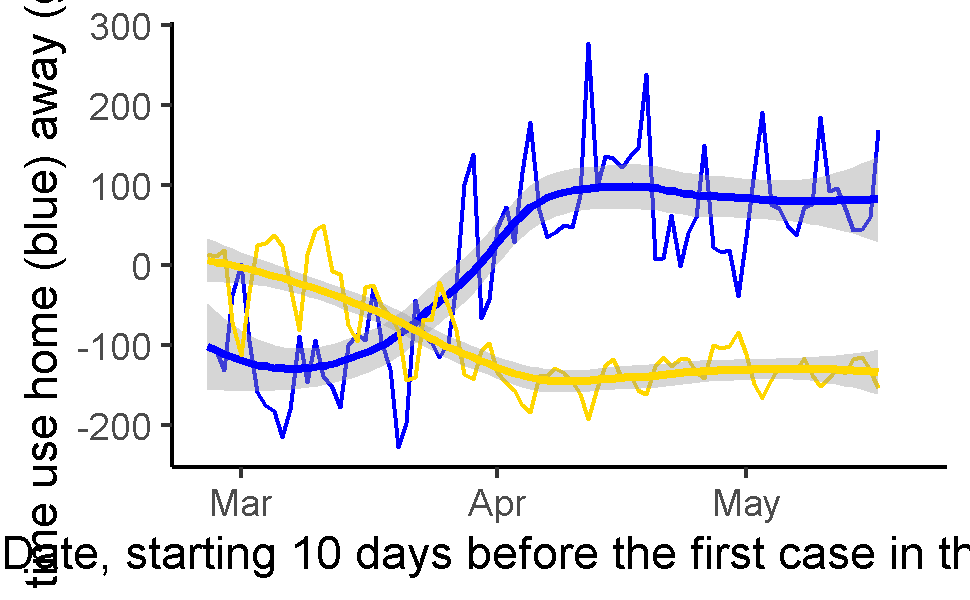 300
200
100
0
-100
-200
time use home (blue) away (
Mar Apr May
Date, starting 10 days before the first case in th